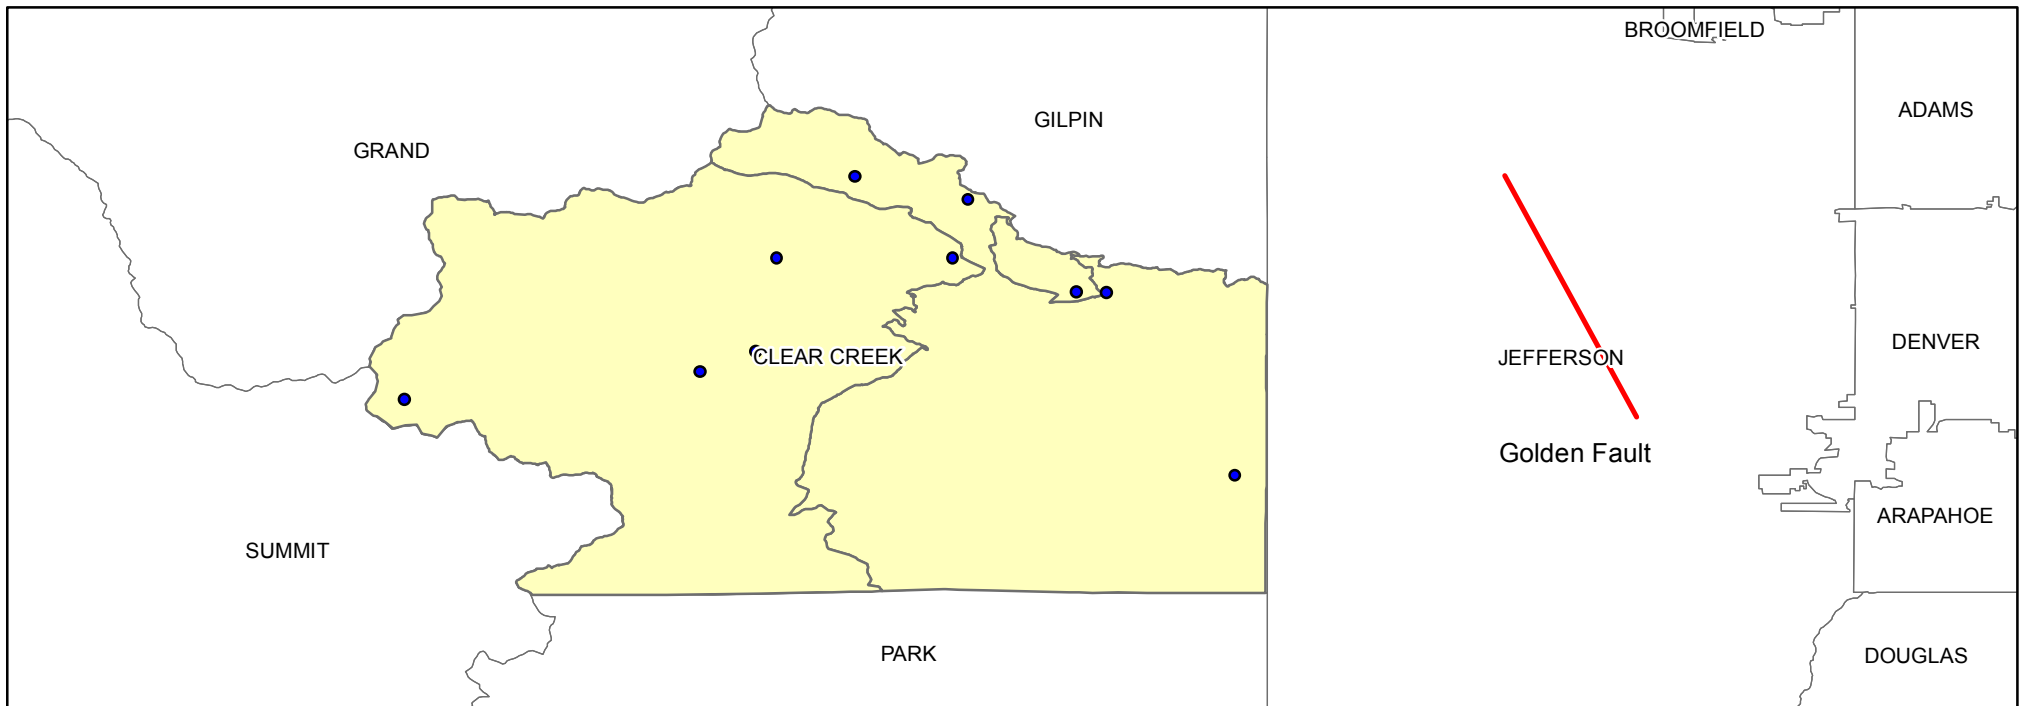 BROOMFIELD
ADAMS
GILPIN
GRAND
DENVER
CLEAR CREEK
JEFFERSON
Golden Fault
ARAPAHOE
SUMMIT
PARK
DOUGLAS